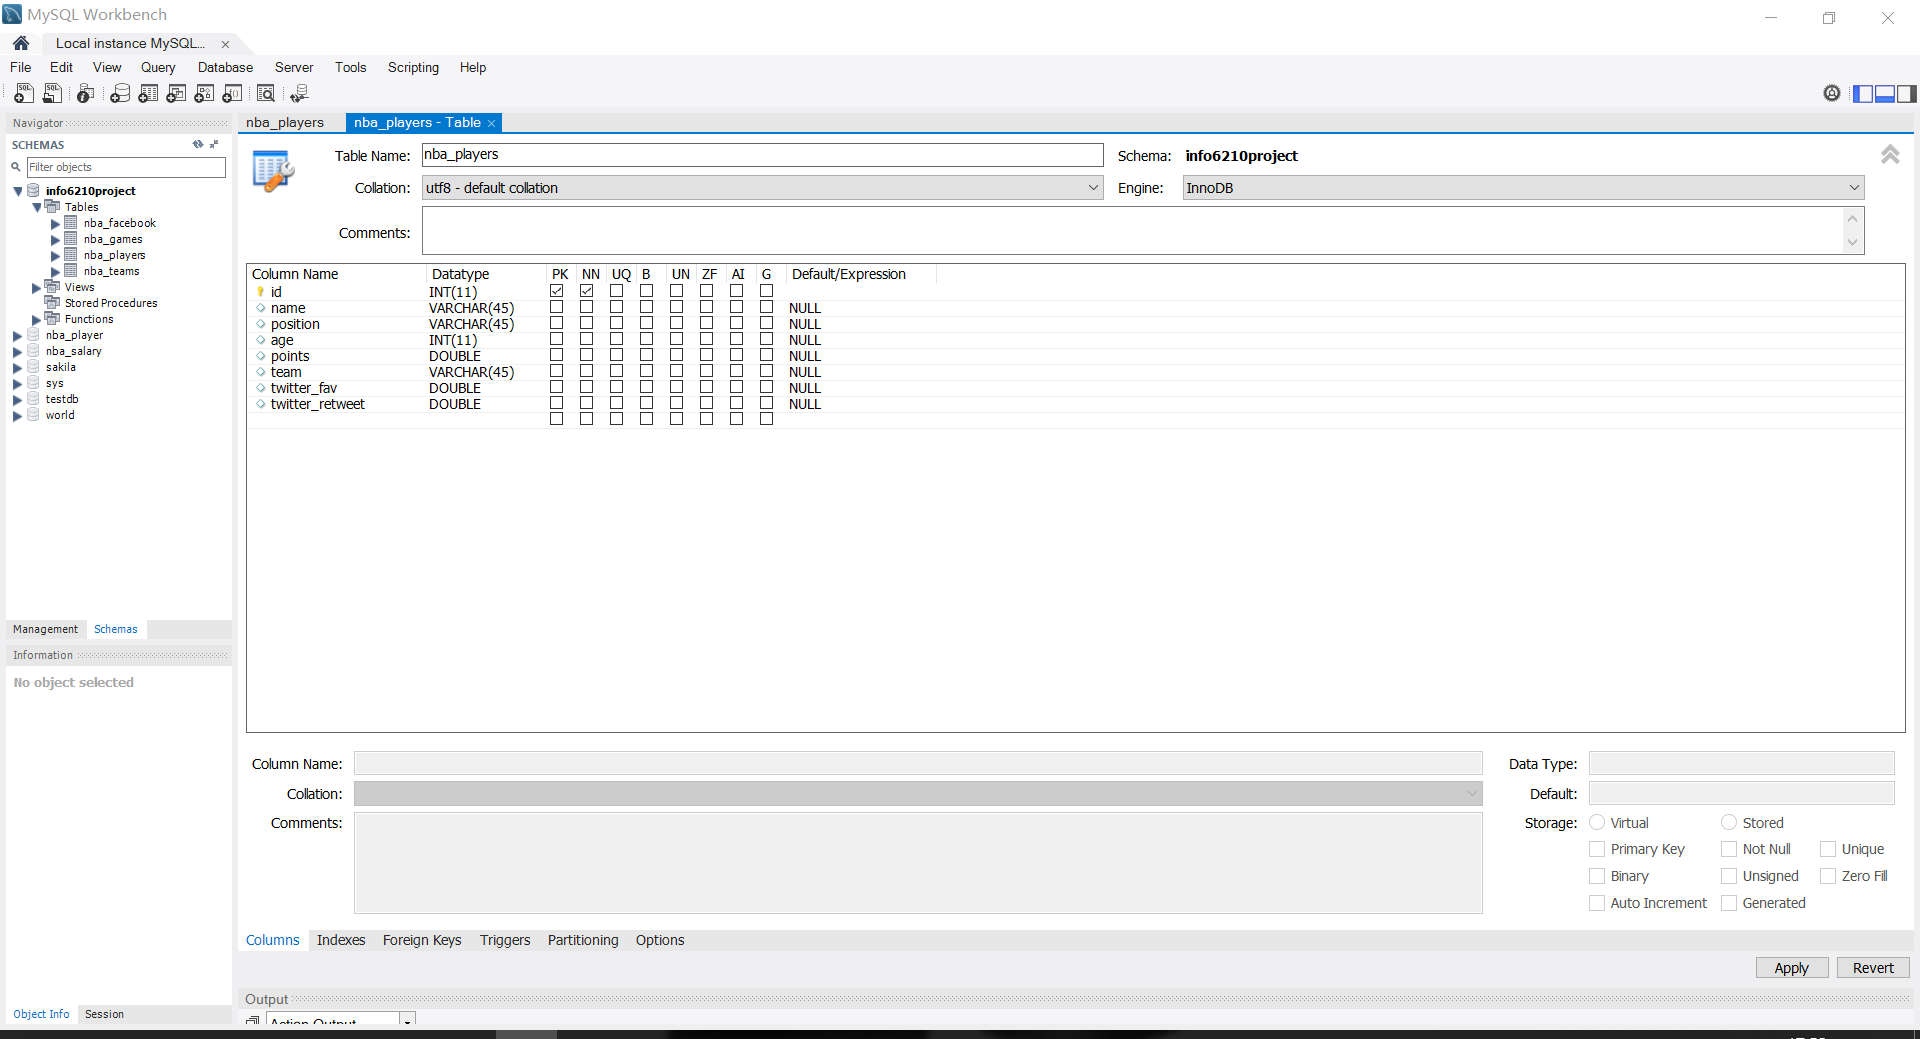 MySQL Workbench
Local instance MySQL... ×
File Edit View Query Database Server Tools Scripting Help
Navigator
SCHEMAS
Filter objects
info6210project
Tables
nba_facebook
nba_games
nba_players
nba_teams
Views
Stored Procedures
Functions
nba_player
nba_salary
sakila
sys
testdb
world
Management Schemas
Information
No object selected
Object Info Session
nba_players nba_players - Table ×
Table Name: nba_players Schema: info6210project
Collation: utf8 - default collation Engine: InnoDB
Comments:
Column Name Datatype PK NN UQ B UN ZF AI G Default/Expression
id INT(11)
name VARCHAR(45) NULL
position VARCHAR(45) NULL
age INT(11) NULL
points DOUBLE NULL
team VARCHAR(45) NULL
twitter_fav DOUBLE NULL
twitter_retweet DOUBLE NULL
Column Name: Data Type:
Collation: Default:
Comments: Storage: Virtual Stored
Primary Key Not Null Unique
Binary Unsigned Zero Fill
Auto Increment Generated
Columns Indexes Foreign Keys Triggers Partitioning Options
Apply Revert
Output
Action Output